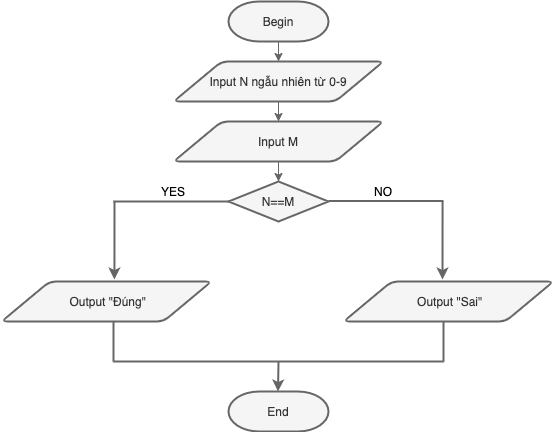 Begin
Input N ngẫu nhiên từ 0-9
Input M
YES
N==M
NO
Output "Đúng"
Output "Sai"
End